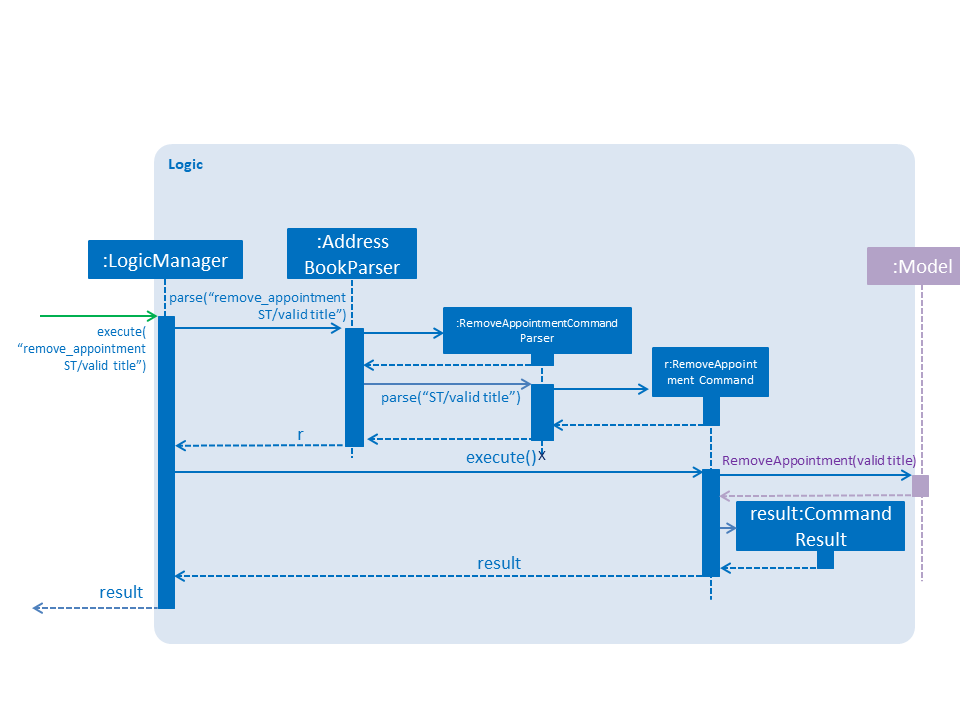 Logic
:Address
BookParser
:LogicManager
:Model
parse(“remove_appointment
ST/valid title”)
execute(
“remove_appointment
ST/valid title”)
:RemoveAppointmentCommand
Parser
r:RemoveAppoint
ment Command
parse(“ST/valid title”)
r
execute()
x
RemoveAppointment(valid title)
result:Command
Result
result
result